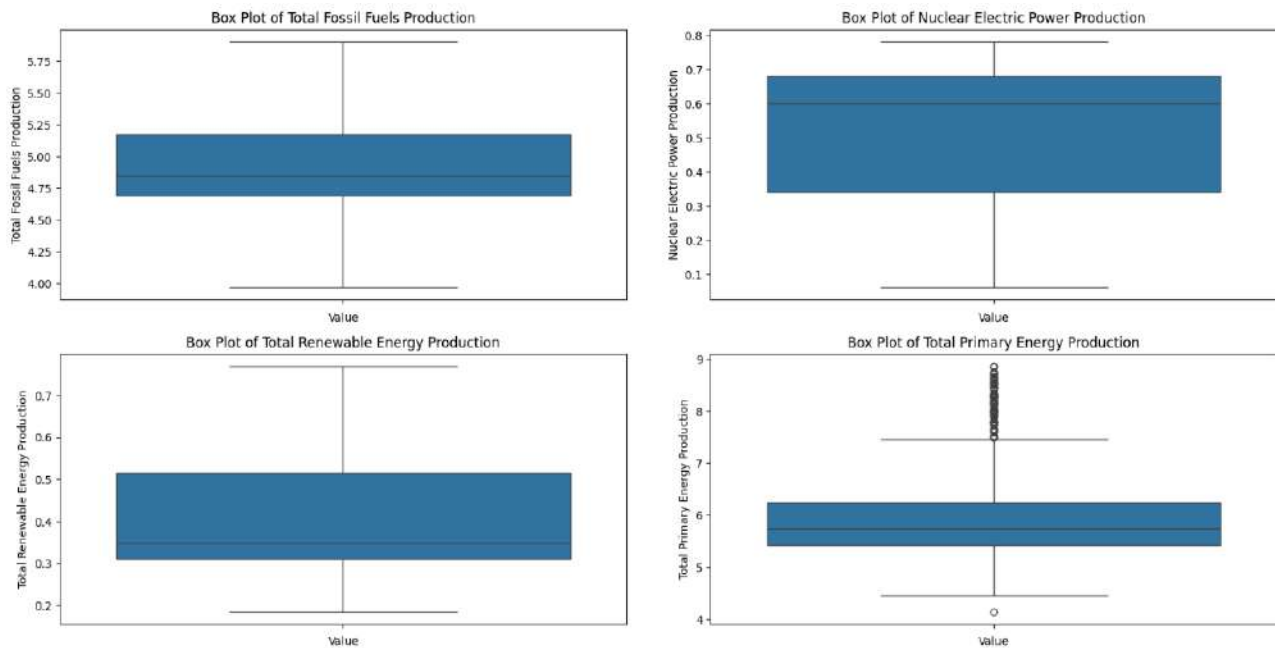 Box Plot of Total Fossil Fuels Production
Total Fossil Fuels Production
5.75
5.50
5.25
5.00
4.75
4.50
4.25
4.00
Value
Box Plot of Nuclear Electric Power Production
Nuclear Electric Power Production
0.8
0.7
0.6
0.5
0.4
0.3
0.2
0.1
Value
Box Plot of Total Renewable Energy Production
Total Renewable Energy Production
0.7
0.6
0.5
0.4
0.3
0.2
Value
Box Plot of Total Primary Energy Production
Total Primary Energy Production
9
8
7
6
5
4
Value